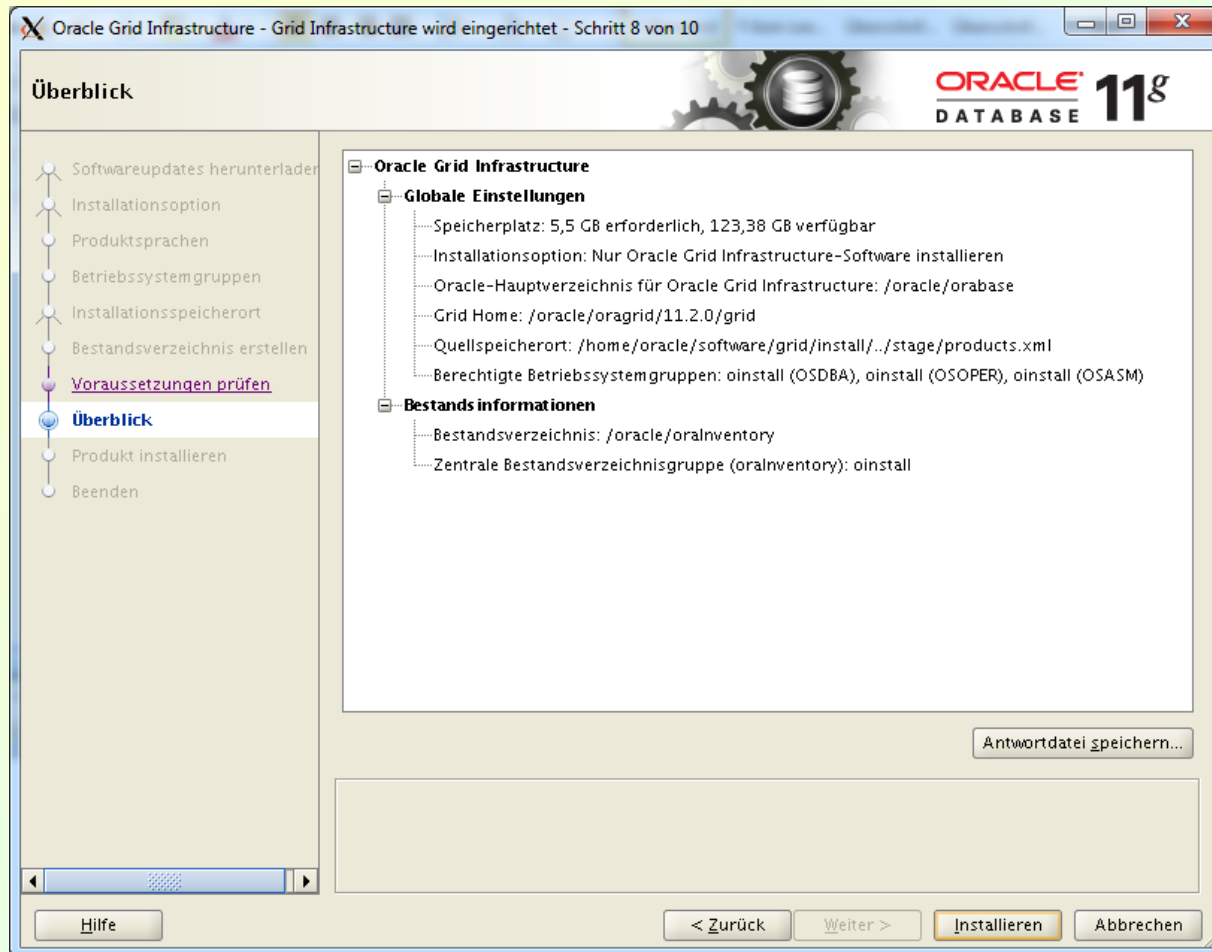 Oracle Grid Infrastructure - Grid Infrastructure wird eingerichtet - Schritt 8 von 10
Überblick
ORACLE
DATABASE
11g
Softwareupdates herunterlader
Installationsoption
Produktsprachen
Betriebssystemgruppen
Installationsspeicherort
Bestandsverzeichnis erstellen
Voraussetzungen prüfen
Überblick
Produkt installieren
Beenden
Oracle Grid Infrastructure
Globale Einstellungen
Speicherplatz: 5,5 GB erforderlich, 123,38 GB verfügbar
Installationsoption: Nur Oracle Grid Infrastructure-Software installieren
Oracle-Hauptverzeichnis für Oracle Grid Infrastructure: /oracle/orabase
Grid Home: /oracle/oragrid/11.2.0/grid
Quellspeicherort: /home/oracle/software/grid/install/../stage/products.xml
Berechtigte Betriebssystemgruppen: oinstall (OSDBA), oinstall (OSOPER), oinstall (OSASM)
Bestandsinformationen
Bestandsverzeichnis: /oracle/oraInventory
Zentrale Bestandsverzeichnisgruppe (oraInventory): oinstall
Antwortdatei speichern...
Hilfe
< Zurück
Weiter >
Installieren
Abbrechen